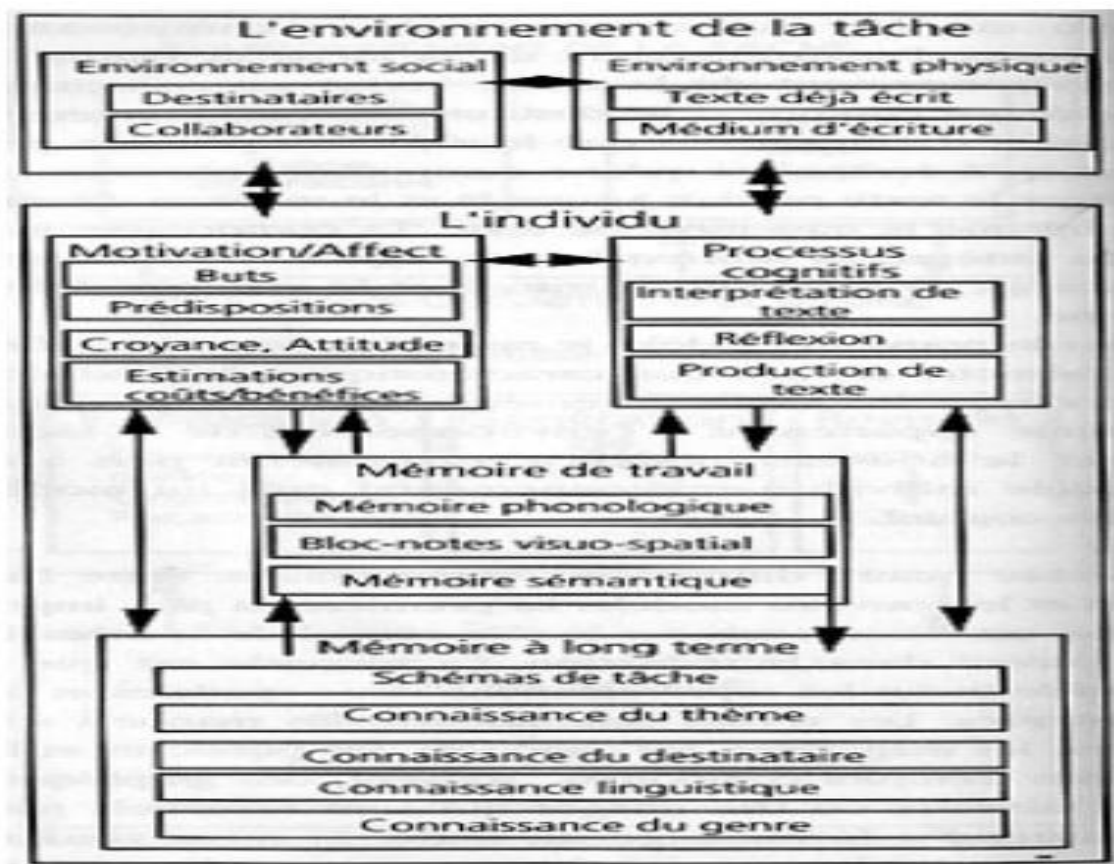 L'environnement de la tâche
Environnement social
Destinataires
Collaborateurs
Environnement physique
Texte déjà écrit
Médium d'écriture
L'individu
Motivation/Affect
Buts
Prédispositions
Croyance, Attitude
Estimations
coûts/bénéfices
Processus
cognitifs
Interprétation de
texte
Réflexion
Production de
texte
Mémoire de travail
Mémoire phonologique
Bloc-notes visuo-spatial
Mémoire sémantique
Mémoire à long terme
Schémas de tâche
Connaissance du thème
Connaissance du destinataire
Connaissance linguistique
Connaissance du genre